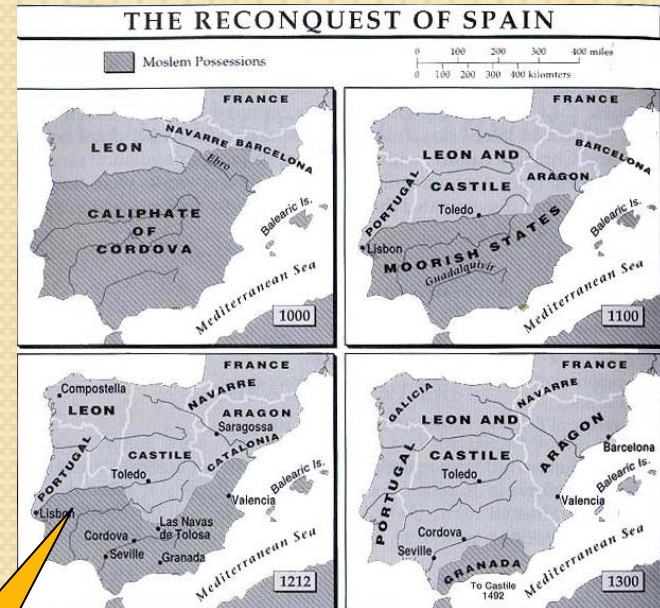 THE RECONQUEST OF SPAIN
Moslem Possessions
0 100 200 300 400 miles
0 100 200 300 400 kilomters
FRANCE
NAVARRE
BARCELONA
LEON
Ebro
CALIPHATE
OF
CORDOVA
Balearic Is.
Mediterranean Sea
1000
FRANCE
BARCELONA
LEON AND
CASTILE
ARAGON
PORTUGAL
Toledo
Balearic Is.
Lisbon
MOORISH STATES
Guadalquivir
Mediterranean Sea
1100
FRANCE
Compostella
NAVARRE
LEON
ARAGON
Saragossa
CATALONIA
PORTUGAL
CASTILE
Toledo
Balearic Is.
Lisbon
Valencia
Las Navas
de Tolosa
Cordova
Seville
Granada
Mediterranean Sea
1212
FRANCE
GALICIA
NAVARRE
LEON AND
CASTILE
ARAGON
Barcelona
PORTUGAL
Toledo
Balearic Is.
Valencia
Cordova
Seville
GRANADA
To Castile
1492
Mediterranean Sea
1300